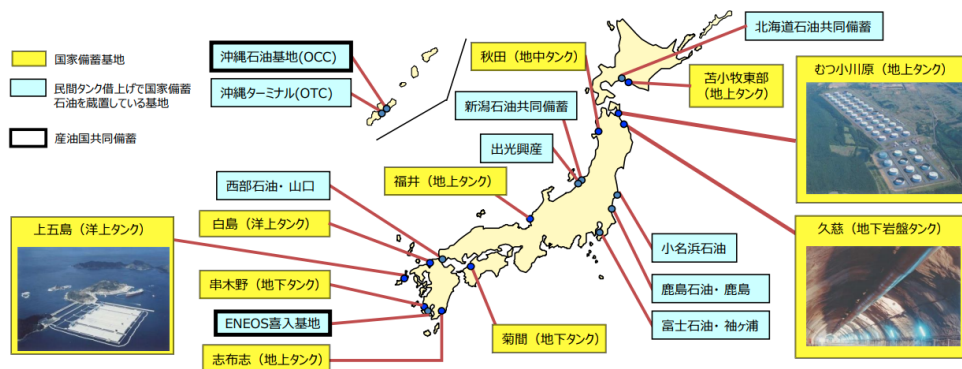 国家備蓄基地
民間タンク借上げで国家備蓄
石油を蔵置している基地
産油国共同備蓄
沖縄石油基地(OCC)
沖縄ターミナル(OTC)
北海道石油共同備蓄
秋田（地中タンク）
苫小牧東部
（地上タンク）
むつ小川原（地上タンク）
新潟石油共同備蓄
出光興産
福井（地上タンク）
西部石油・山口
白島（洋上タンク）
上五島（洋上タンク）
串木野（地下タンク）
ENEOS喜入基地
志布志（地上タンク）
菊間（地下タンク）
久慈（地下岩盤タンク）
小名浜石油
鹿島石油・鹿島
富士石油・袖ヶ浦